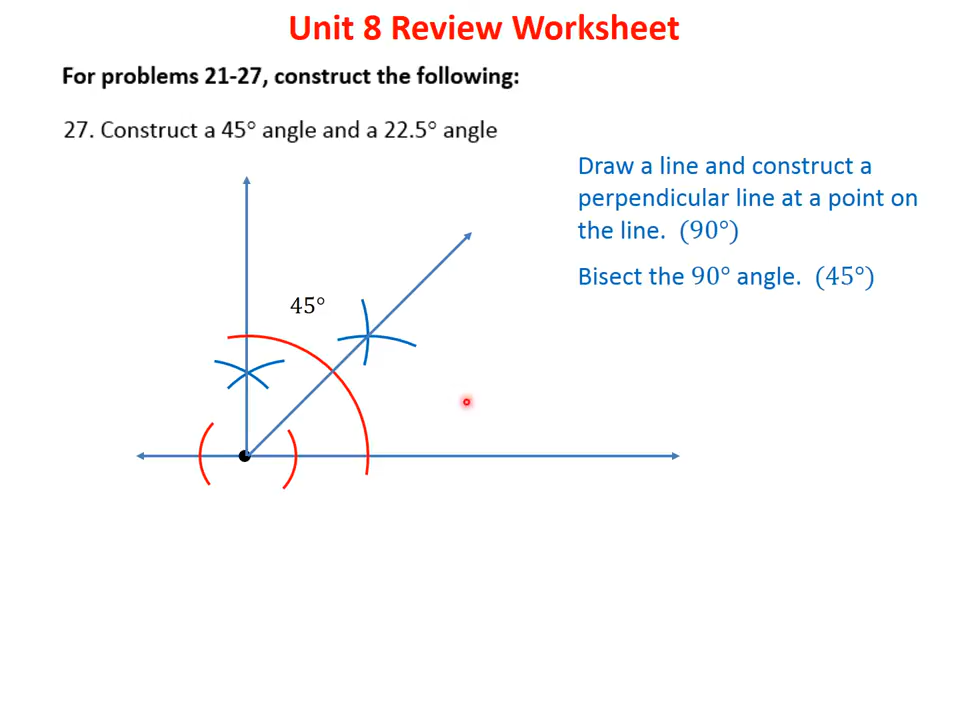 Unit 8 Review Worksheet
For problems 21-27, construct the following:
27. Construct a 45° angle and a 22.5° angle
Draw a line and construct a
perpendicular line at a point on
the line. (90°)
Bisect the 90° angle. (45°)
45°